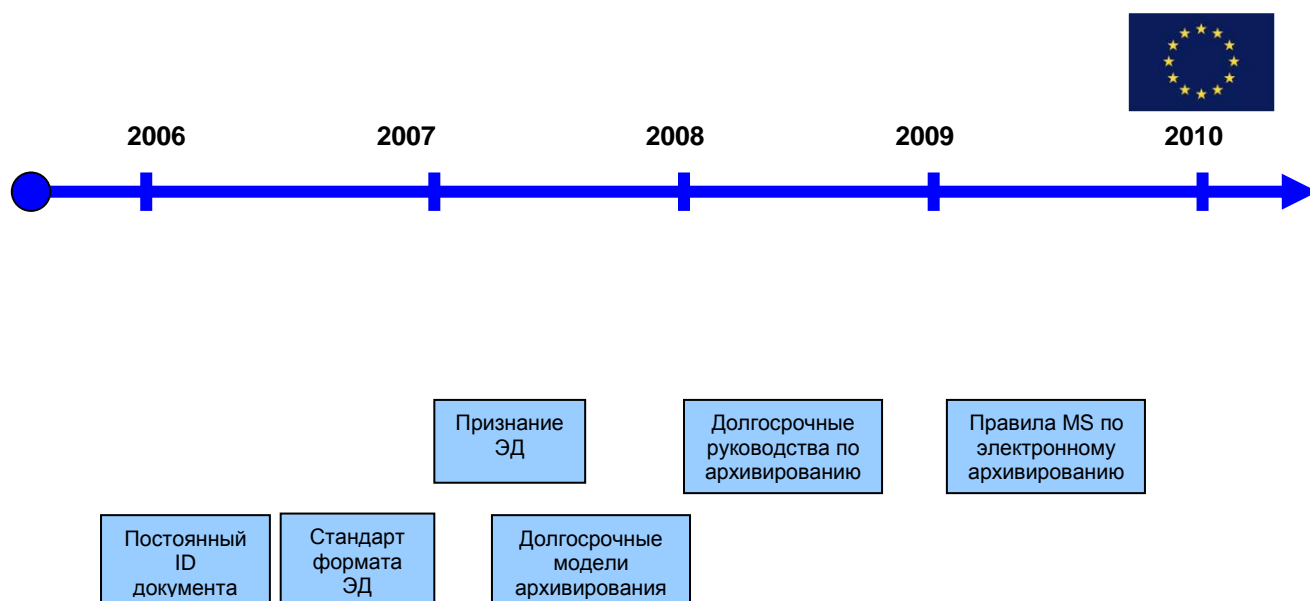 2006 2007 2008 2009 2010
Признание
ЭД
Долгосрочные
руководства по
архивированию
Правила MS по
электронному
архивированию
Постоянный
ID
документа
Стандарт
формата
ЭД
Долгосрочные
модели
архивирования